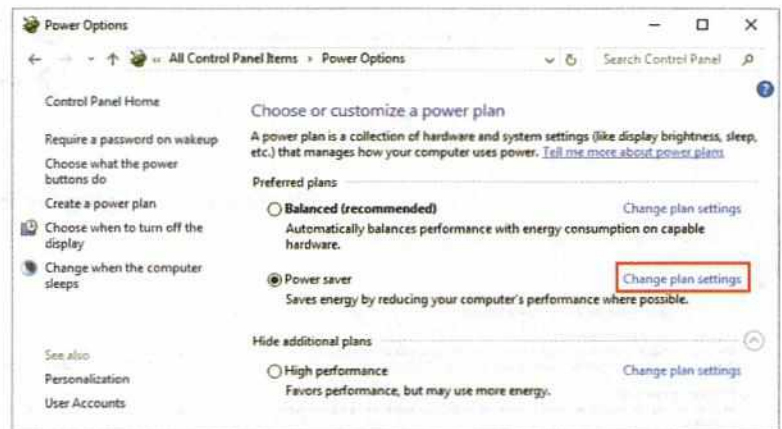 Power Options
« All Control Panel Items › Power Options
Search Control Panel
Control Panel Home
Require a password on wakeup
Choose what the power
buttons do
Create a power plan
Choose when to turn off the
display
Change when the computer
sleeps
See also
Personalization
User Accounts
Choose or customize a power plan
A power plan is a collection of hardware and system settings (like display brightness, sleep,
etc.) that manages how your computer uses power. Tell me more about power plans
Preferred plans
Balanced (recommended) Change plan settings
Automatically balances performance with energy consumption on capable
hardware.
Power saver Change plan settings
Saves energy by reducing your computer's performance where possible.
Hide additional plans
High performance Change plan settings
Favors performance, but may use more energy.